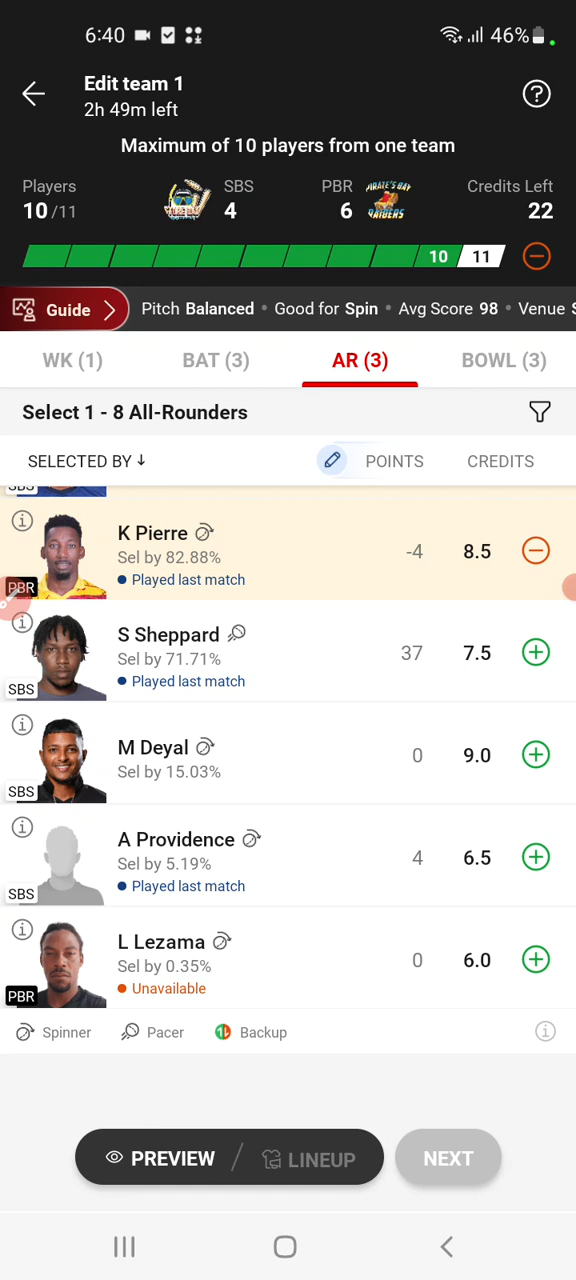 6:40 46%
Edit team 1
2h 49m left
Maximum of 10 players from one team
Players SBS PBR Credits Left
10/11 4 6 22
PIRATE'S BAY
RAIDERS
10 11
Guide Pitch Balanced • Good for Spin • Avg Score 98 • Venue S
WK (1) BAT (3) AR (3) BOWL (3)
Select 1 - 8 All-Rounders
SELECTED BY ↓ POINTS CREDITS
SBS
K Pierre
Sel by 82.88% -4 8.5
Played last match
PBR
S Sheppard
Sel by 71.71% 37 7.5
Played last match
SBS
M Deyal
Sel by 15.03% 0 9.0
SBS
A Providence
Sel by 5.19% 4 6.5
Played last match
SBS
L Lezama
Sel by 0.35% 0 6.0
Unavailable
PBR
Spinner Pacer Backup
PREVIEW / LINEUP NEXT